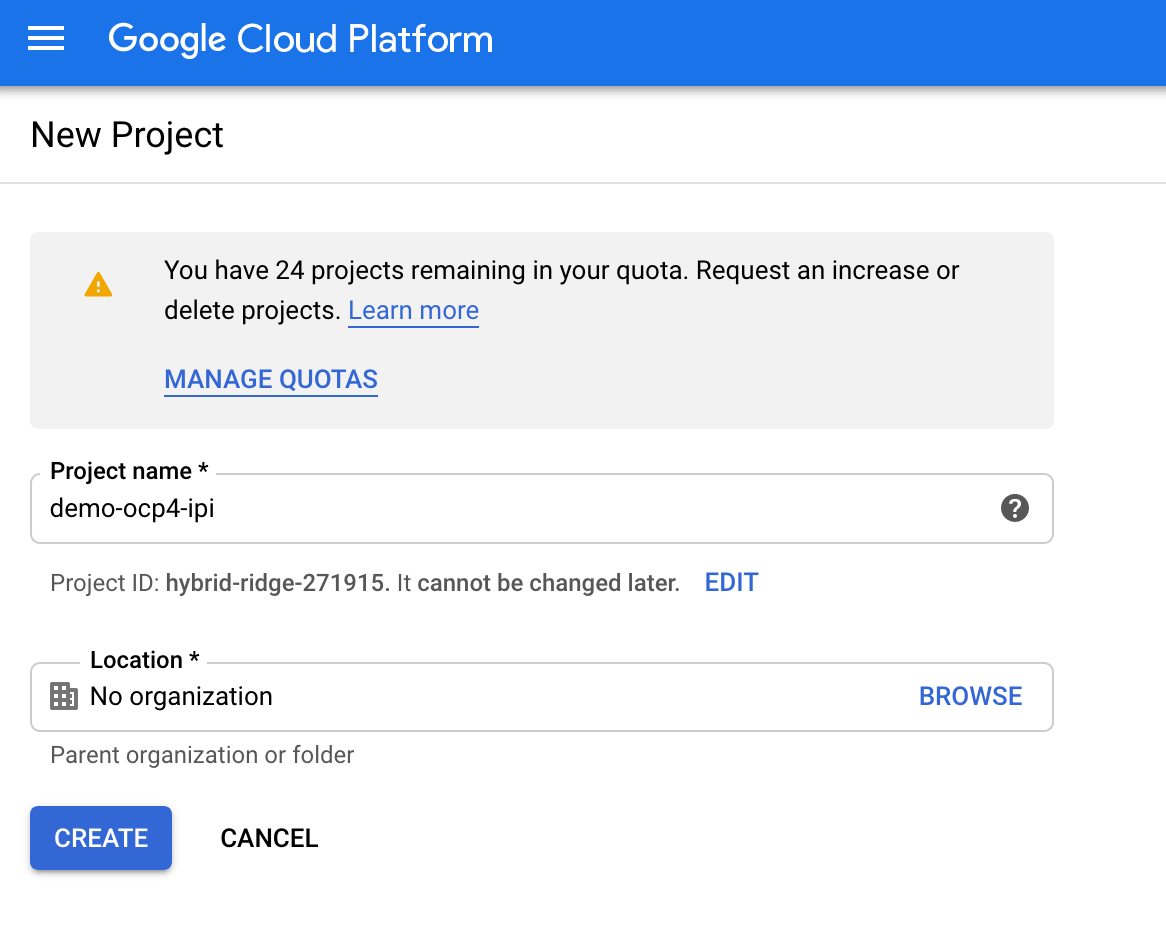 Google Cloud Platform
New Project
You have 24 projects remaining in your quota. Request an increase or
delete projects. Learn more
MANAGE QUOTAS
Project name *
demo-ocp4-ipi
Project ID: hybrid-ridge-271915. It cannot be changed later. EDIT
Location *
No organization BROWSE
Parent organization or folder
CREATE CANCEL